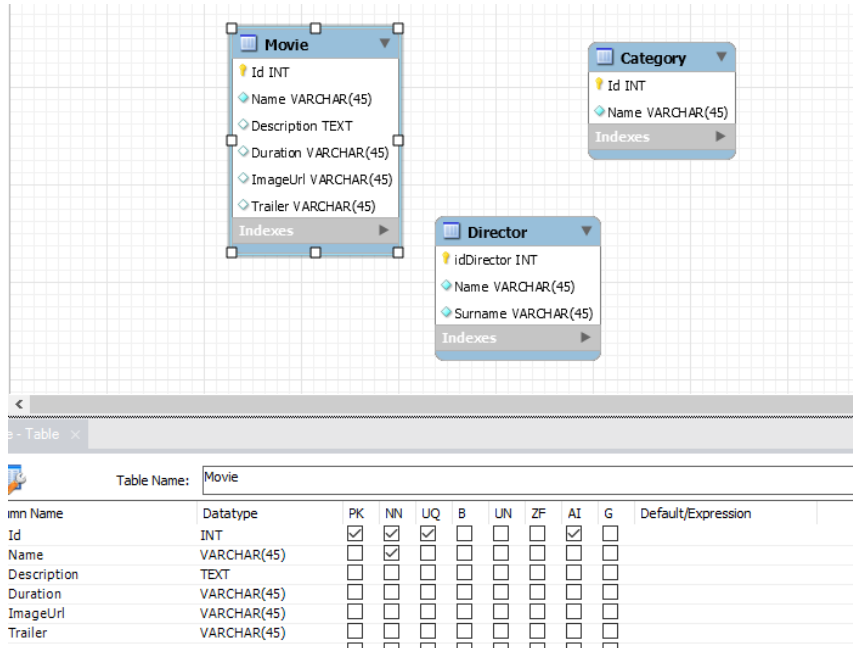 Movie
Id INT
Name VARCHAR(45)
Description TEXT
Duration VARCHAR(45)
ImageUrl VARCHAR(45)
Trailer VARCHAR(45)
Indexes
Category
Id INT
Name VARCHAR(45)
Indexes
Director
idDirector INT
Name VARCHAR(45)
Surname VARCHAR(45)
Indexes
e - Table
Table Name: Movie
umn Name Datatype PK NN UQ B UN ZF AI G Default/Expression
Id INT
Name VARCHAR(45)
Description TEXT
Duration VARCHAR(45)
ImageUrl VARCHAR(45)
Trailer VARCHAR(45)